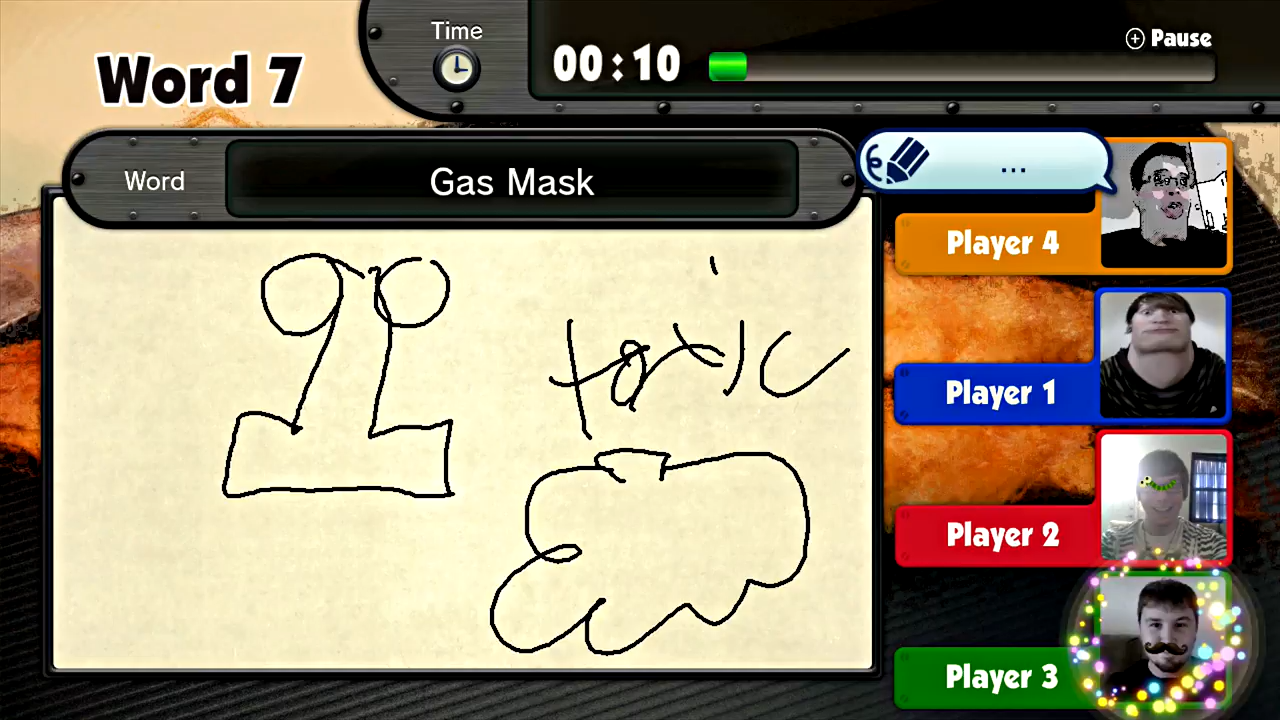 Time
00:10
Pause
Word 7
Word
Gas Mask
...
Player 4
toxic
Player 1
Player 2
Player 3